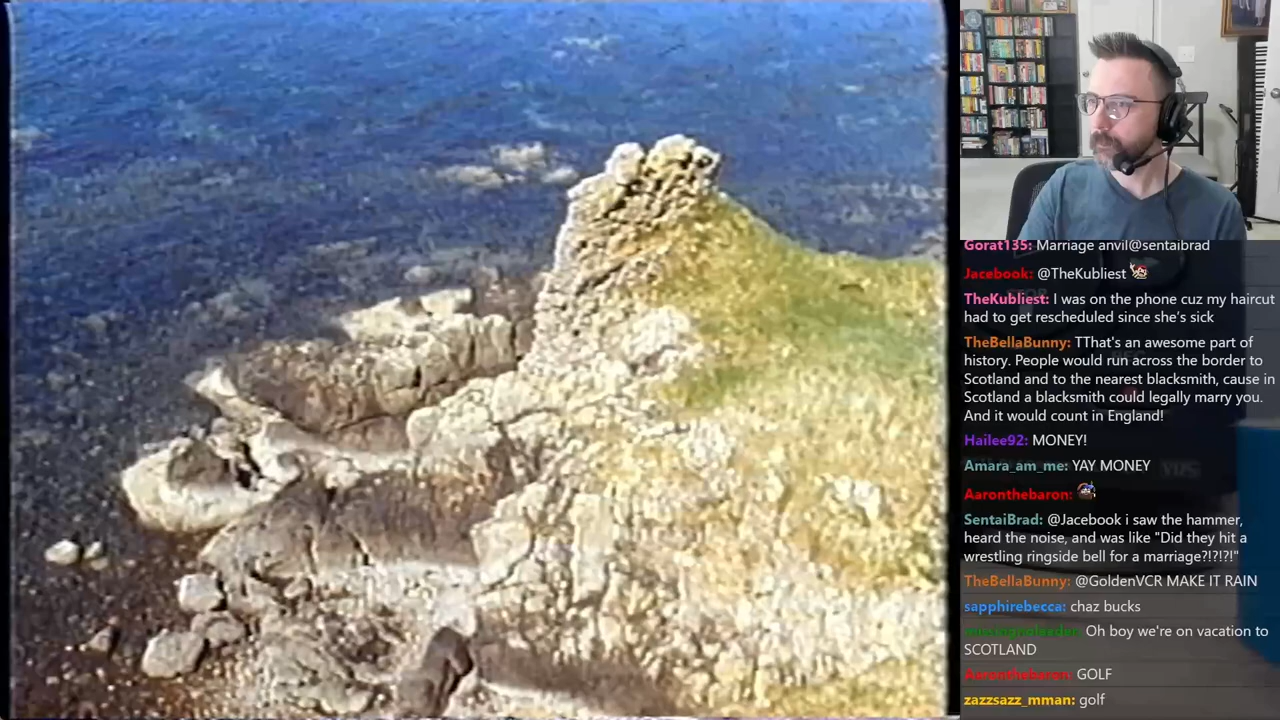 Gorat135: Marriage anvil@sentaibrad
Jacebook: @TheKubliest
TheKubliest: I was on the phone cuz my haircut
had to get rescheduled since she's sick
TheBellaBunny: TThat's an awesome part of
history. People would run across the border to
Scotland and to the nearest blacksmith, cause in
Scotland a blacksmith could legally marry you.
And it would count in England!
Hailee92: MONEY!
Amara_am_me: YAY MONEY
Aaronthebaron:
SentaiBrad: @Jacebook i saw the hammer,
heard the noise, and was like "Did they hit a
wrestling ringside bell for a marriage?!?!?!"
TheBellaBunny: @GoldenVCR MAKE IT RAIN
sapphirebecca: chaz bucks
Oh boy we're on vacation to
SCOTLAND
Aaronthebaron: GOLF
zazzsazz_mman: golf